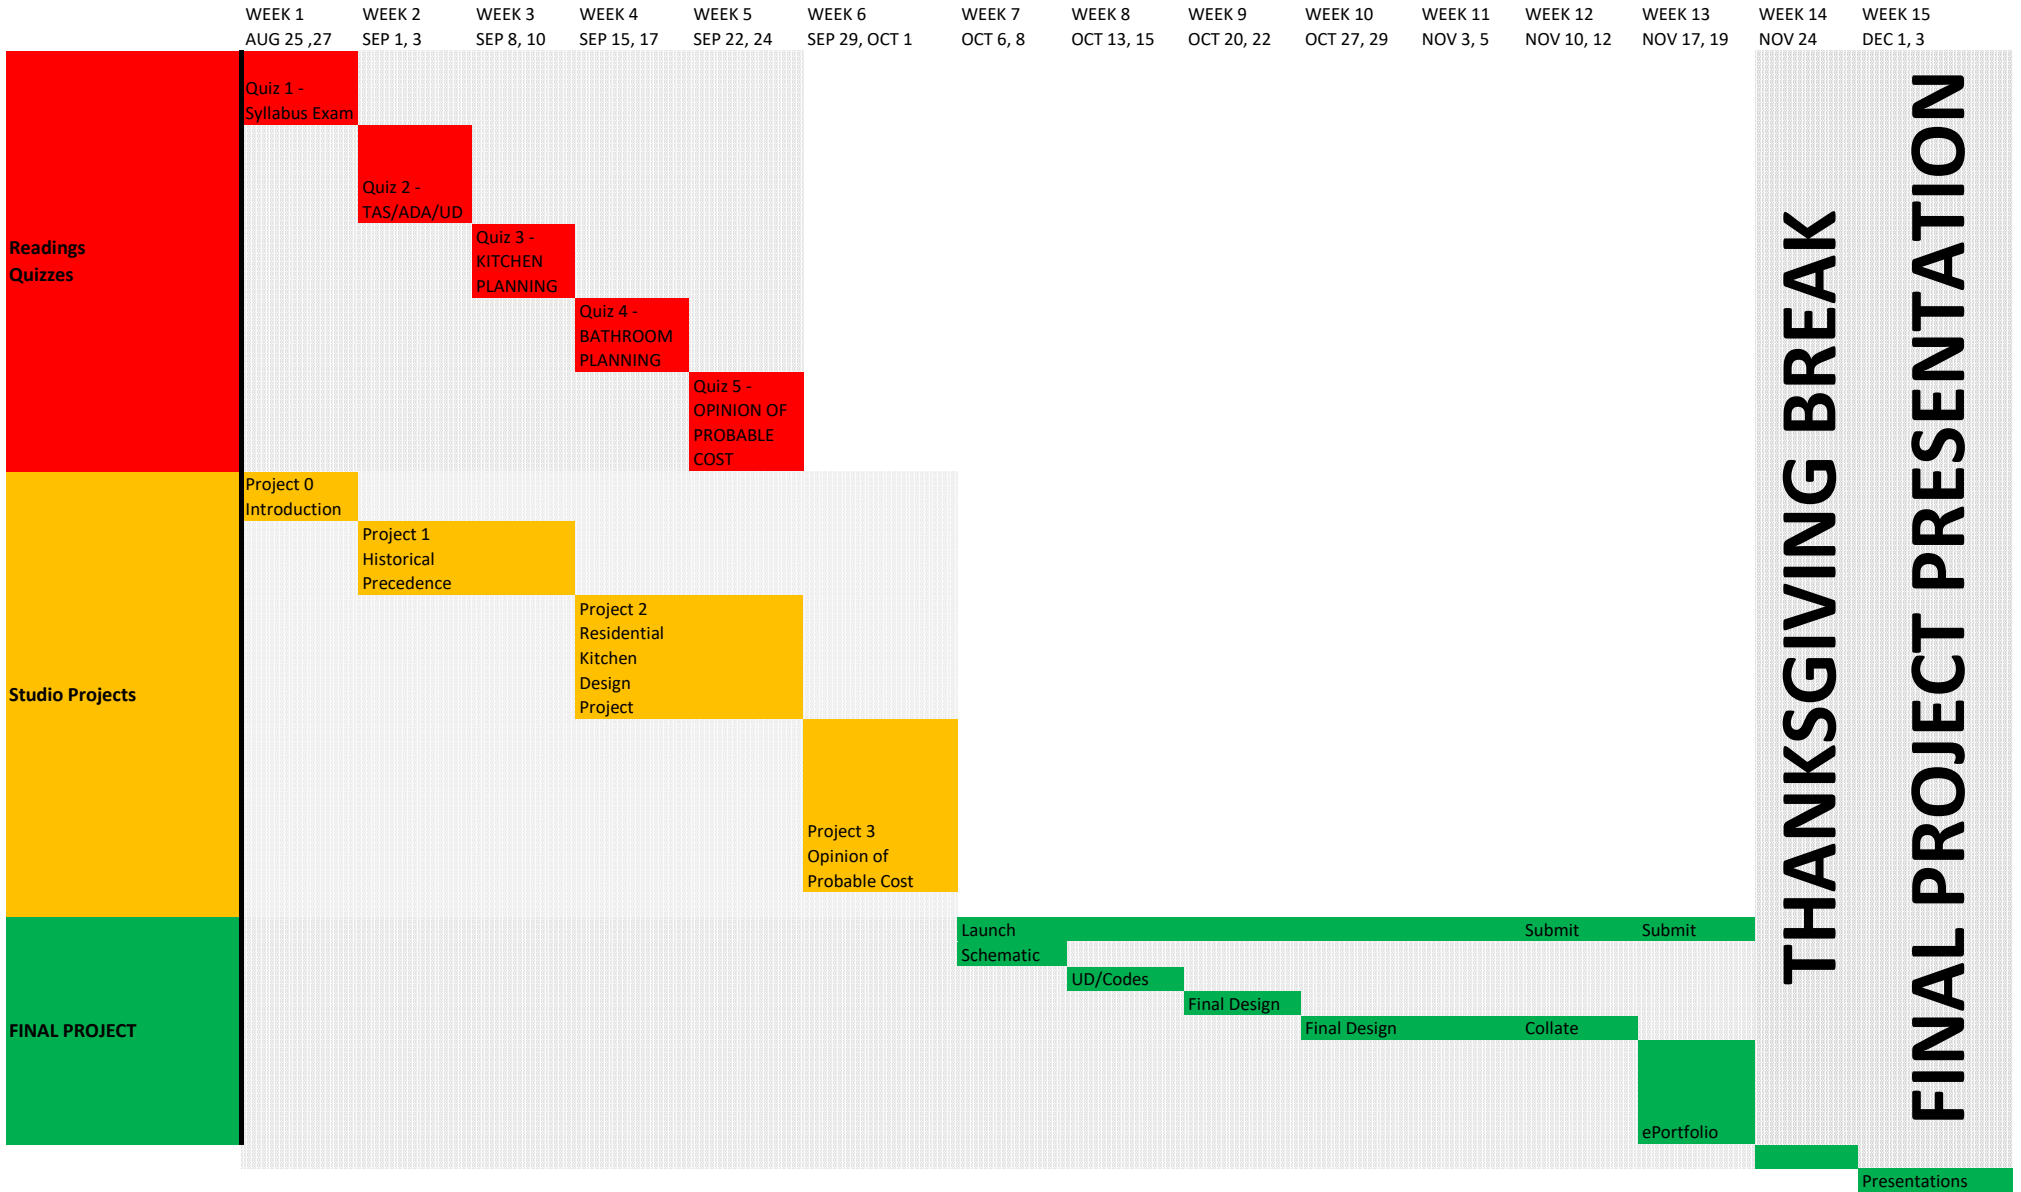 WEEK 1 WEEK 2 WEEK 3 WEEK 4 WEEK 5 WEEK 6 WEEK 7 WEEK 8 WEEK 9 WEEK 10 WEEK 11 WEEK 12 WEEK 13 WEEK 14 WEEK 15
AUG 25 ,27 SEP 1, 3 SEP 8, 10 SEP 15, 17 SEP 22, 24 SEP 29, OCT 1 OCT 6, 8 OCT 13, 15 OCT 20, 22 OCT 27, 29 NOV 3, 5 NOV 10, 12 NOV 17, 19 NOV 24 DEC 1, 3
Readings
Quizzes
Quiz 1 -
Syllabus Exam
Quiz 2 -
TAS/ADA/UD
Quiz 3 -
KITCHEN
PLANNING
Quiz 4 -
BATHROOM
PLANNING
Quiz 5 -
OPINION OF
PROBABLE
COST
Studio Projects
Project 0
Introduction
Project 1
Historical
Precedence
Project 2
Residential
Kitchen
Design
Project
Project 3
Opinion of
Probable Cost
FINAL PROJECT
Launch Submit Submit
Schematic
UD/Codes
Final Design
Final Design Collate
ePortfolio
Presentations
THANKSGIVING BREAK
FINAL PROJECT PRESENTATION